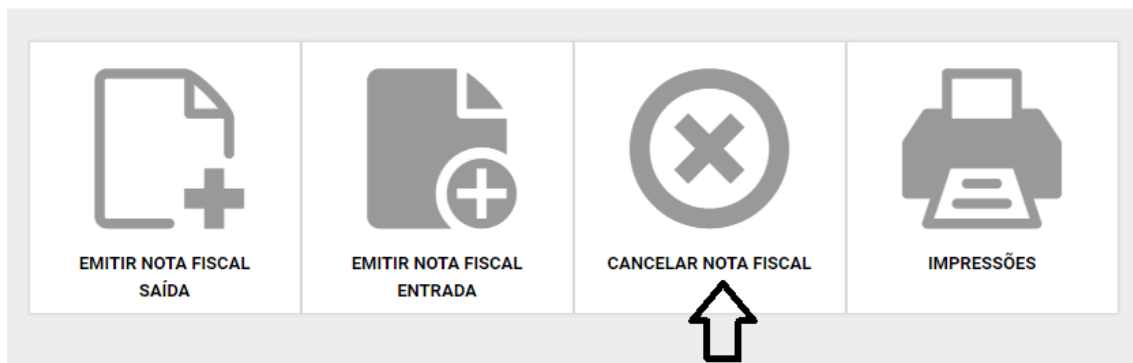 EMITIR NOTA FISCAL
SAÍDA
EMITIR NOTA FISCAL
ENTRADA
CANCELAR NOTA FISCAL
IMPRESSÕES